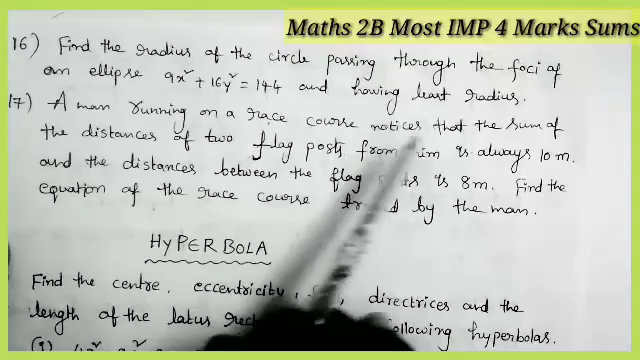 Maths 2B Most IMP 4 Marks Sums
16) Find the radius of the circle passing through the foci of
an ellipse 9x² + 16y² = 144 and having least radius.
17) A man running on a race course notices that the sum of
the distances of two flag posts from him is always 10 m.
and the distances between the flag is 8m. Find the
equation of the race course by the man.
HYPERBOLA
Find the centre, eccentricity, directrices and the
length of the latus following hyperbolas.
(i)